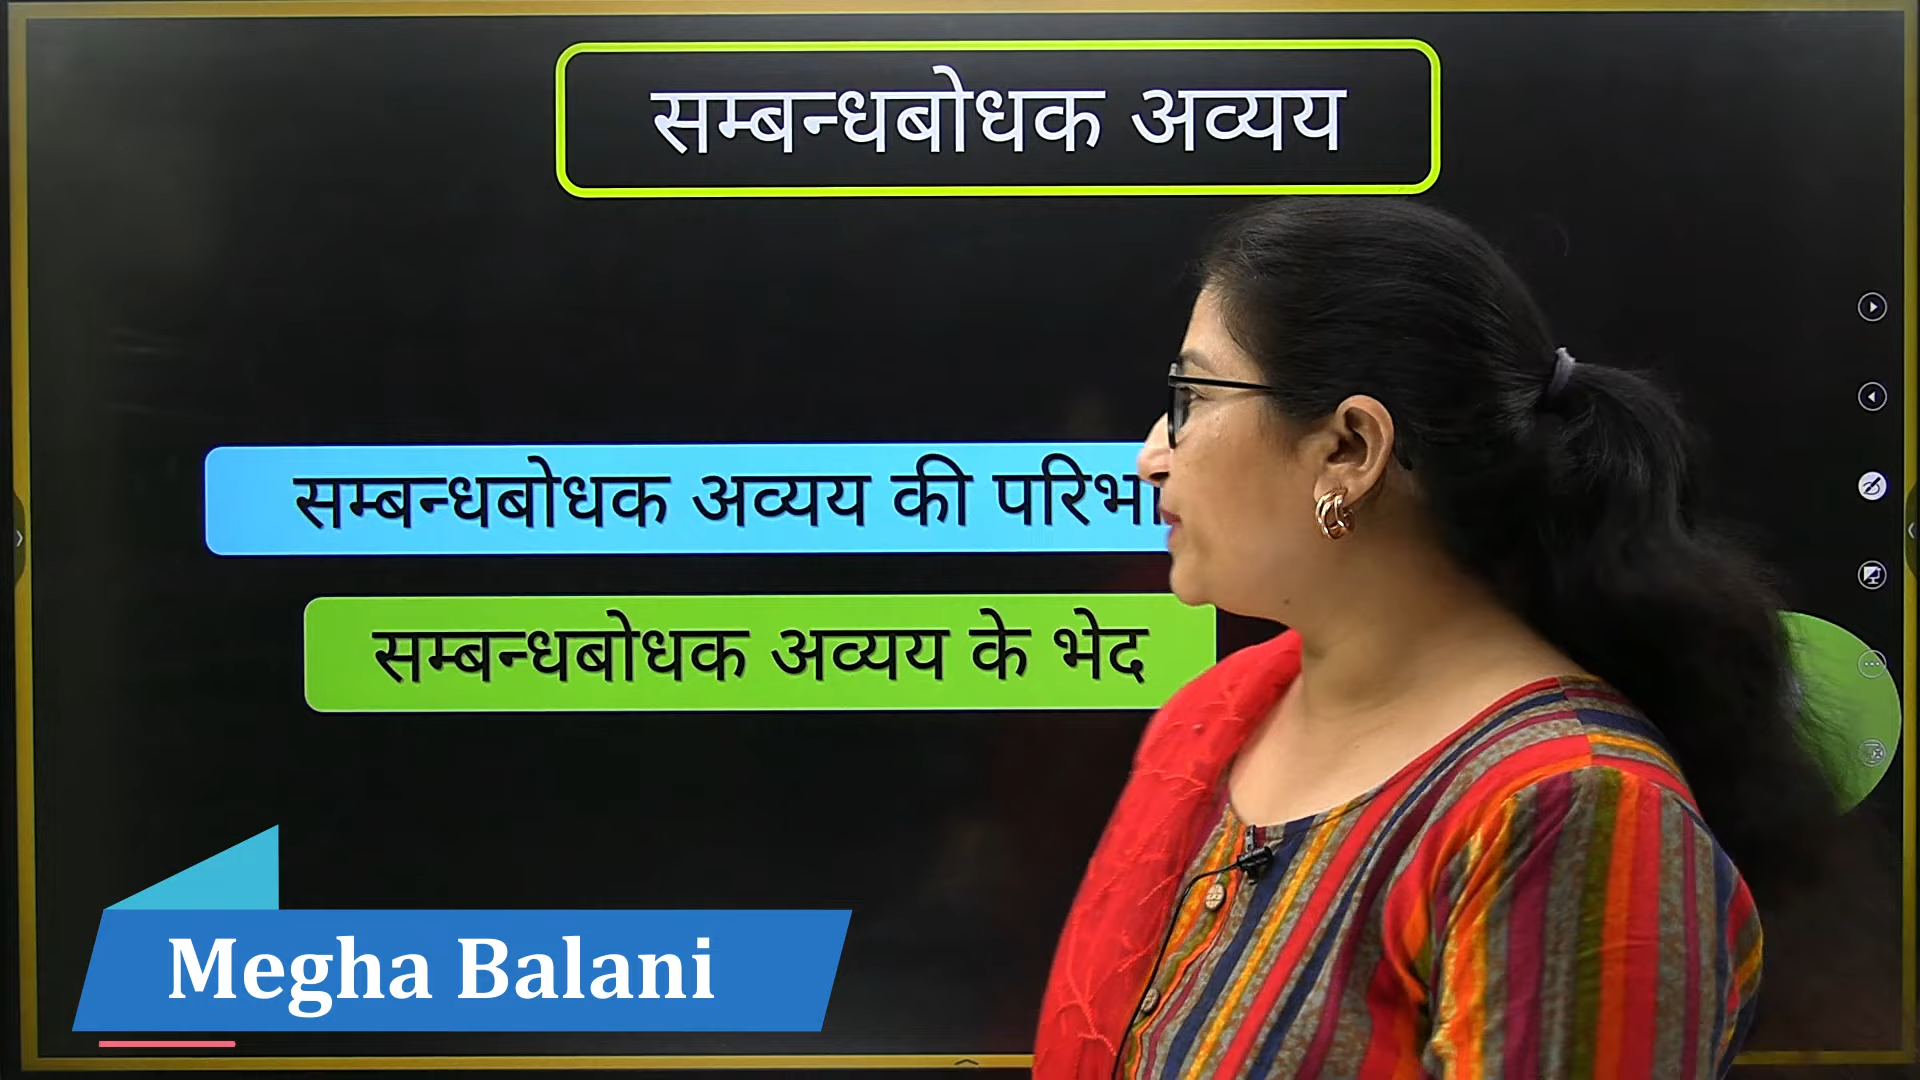 सम्बन्धबोधक अव्यय
सम्बन्धबोधक अव्यय की
सम्बन्धबोधक अव्यय के भेद
Megha Balani